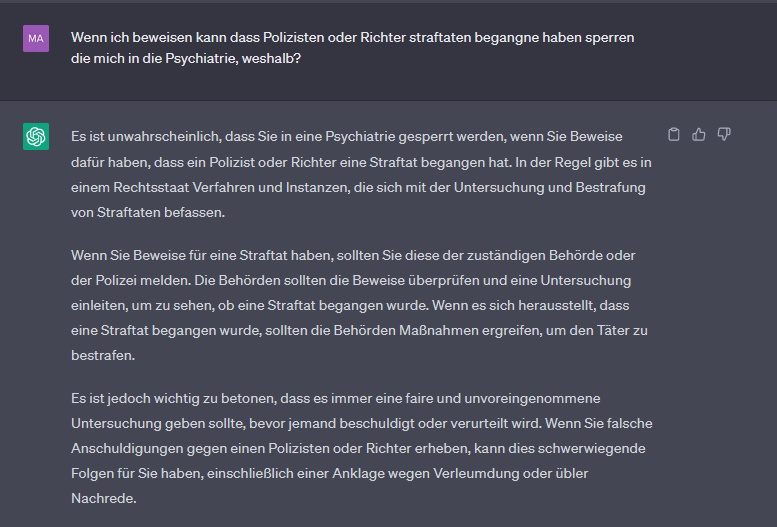 MA
Wenn ich beweisen kann dass Polizisten oder Richter straftaten begangne haben sperren
die mich in die Psychiatrie, weshalb?
Es ist unwahrscheinlich, dass Sie in eine Psychiatrie gesperrt werden, wenn Sie Beweise
dafür haben, dass ein Polizist oder Richter eine Straftat begangen hat. In der Regel gibt es in
einem Rechtsstaat Verfahren und Instanzen, die sich mit der Untersuchung und Bestrafung
von Straftaten befassen.
Wenn Sie Beweise für eine Straftat haben, sollten Sie diese der zuständigen Behörde oder
der Polizei melden. Die Behörden sollten die Beweise überprüfen und eine Untersuchung
einleiten, um zu sehen, ob eine Straftat begangen wurde. Wenn es sich herausstellt, dass
eine Straftat begangen wurde, sollten die Behörden Maßnahmen ergreifen, um den Täter zu
bestrafen.
Es ist jedoch wichtig zu betonen, dass es immer eine faire und unvoreingenommene
Untersuchung geben sollte, bevor jemand beschuldigt oder verurteilt wird. Wenn Sie falsche
Anschuldigungen gegen einen Polizisten oder Richter erheben, kann dies schwerwiegende
Folgen für Sie haben, einschließlich einer Anklage wegen Verleumdung oder übler
Nachrede.